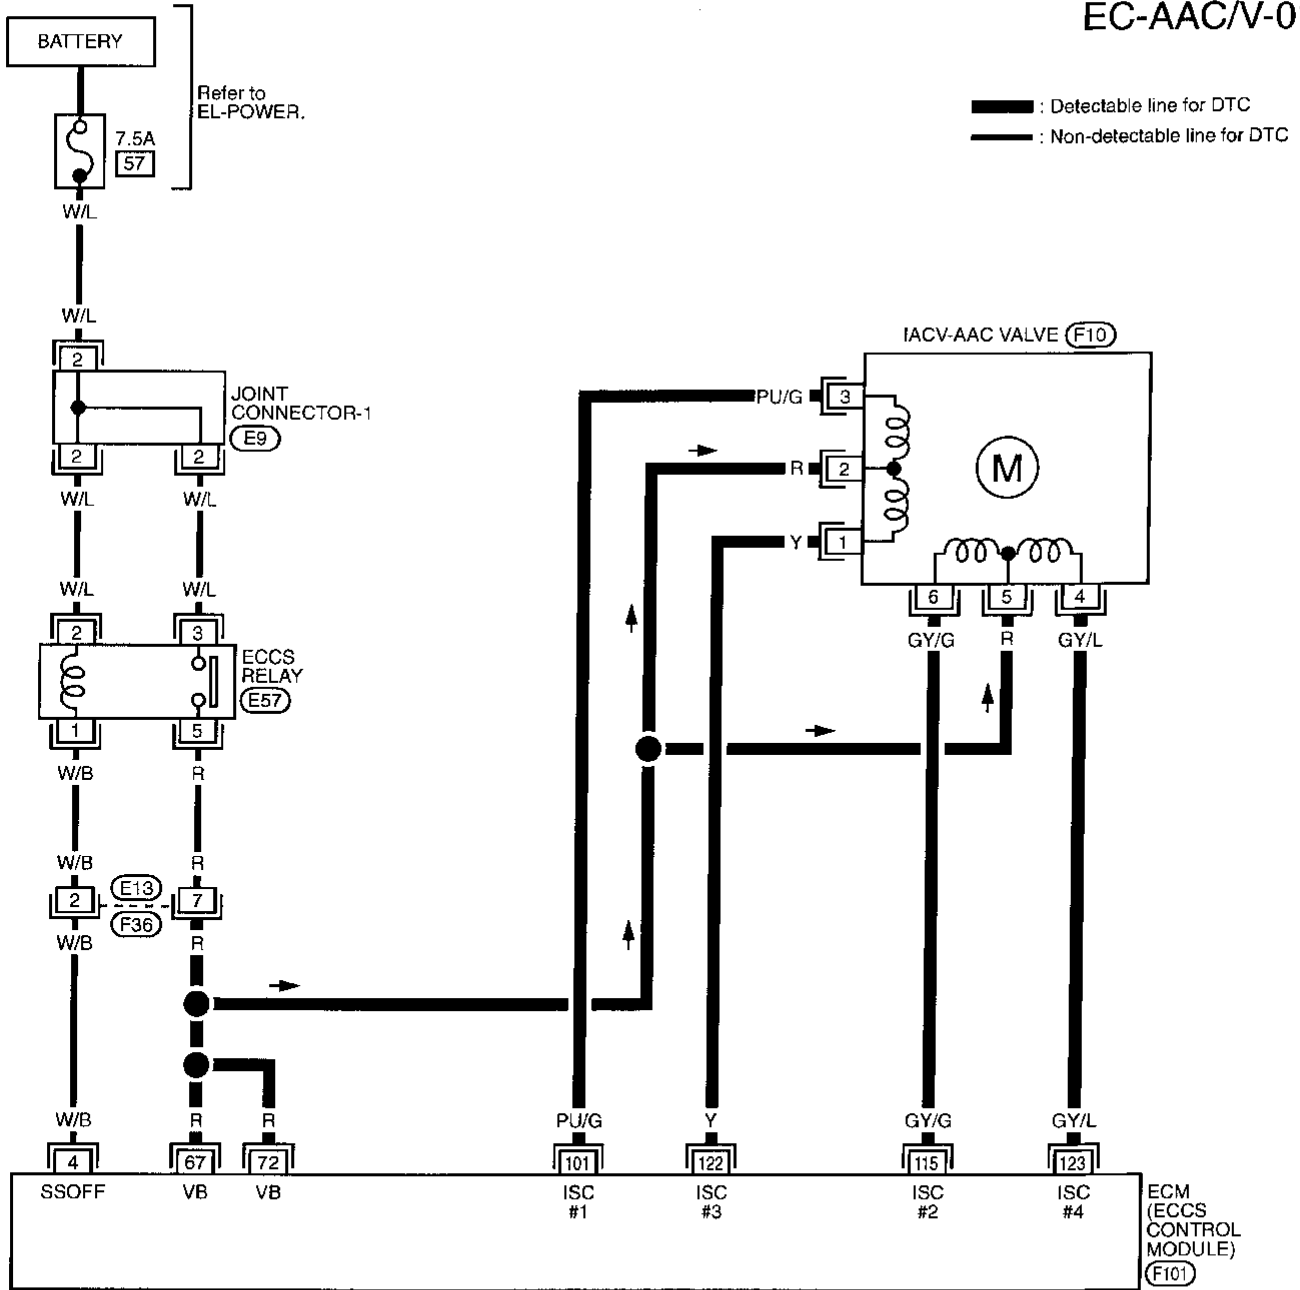 EC-AAC/V-0
BATTERY
Refer to
EL-POWER.
: Detectable line for DTC
: Non-detectable line for DTC
7.5A
57
W/L
W/L
2
JOINT
CONNECTOR-1
E9
2 2
W/L W/L
W/L W/L
2 3
ECCS
RELAY
E57
1 5
W/B R
W/B R
2 E13 7
F36
W/B R
IACV-AAC VALVE F10
PU/G 3
R 2
M
Y 1
6 5 4
GY/G R GY/L
W/B R R PU/G Y GY/G GY/L
4 67 72 101 122 115 123
SSOFF VB VB ISC ISC ISC ISC
#1 #3 #2 #4
ECM
(ECCS
CONTROL
MODULE)
F101